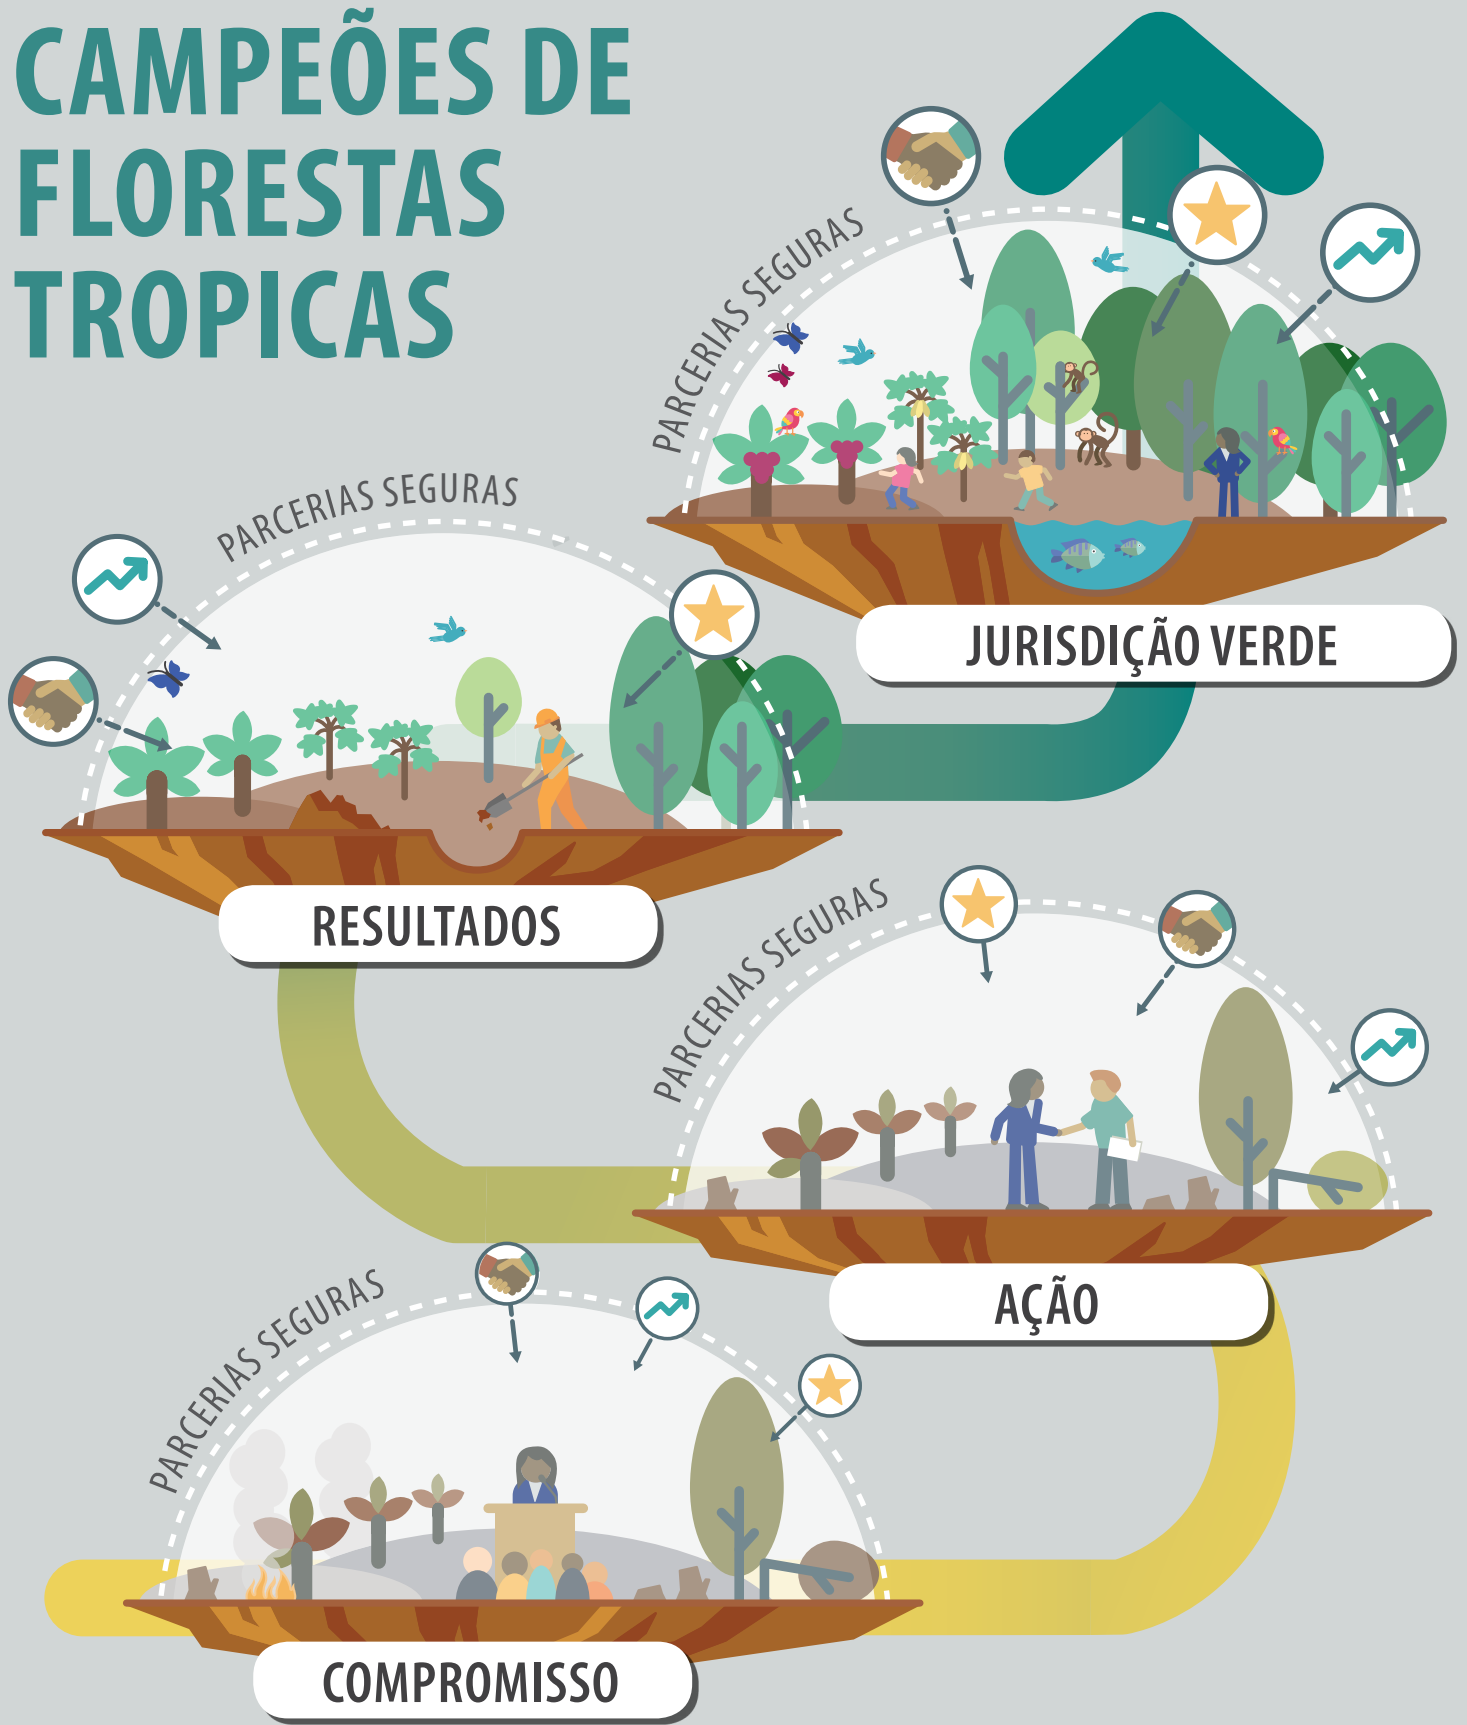 CAMPEÕES DE
FLORESTAS
TROPICAS
PARCERIAS SEGURAS
JURISDIÇÃO VERDE
PARCERIAS SEGURAS
RESULTADOS
PARCERIAS SEGURAS
AÇÃO
PARCERIAS SEGURAS
COMPROMISSO